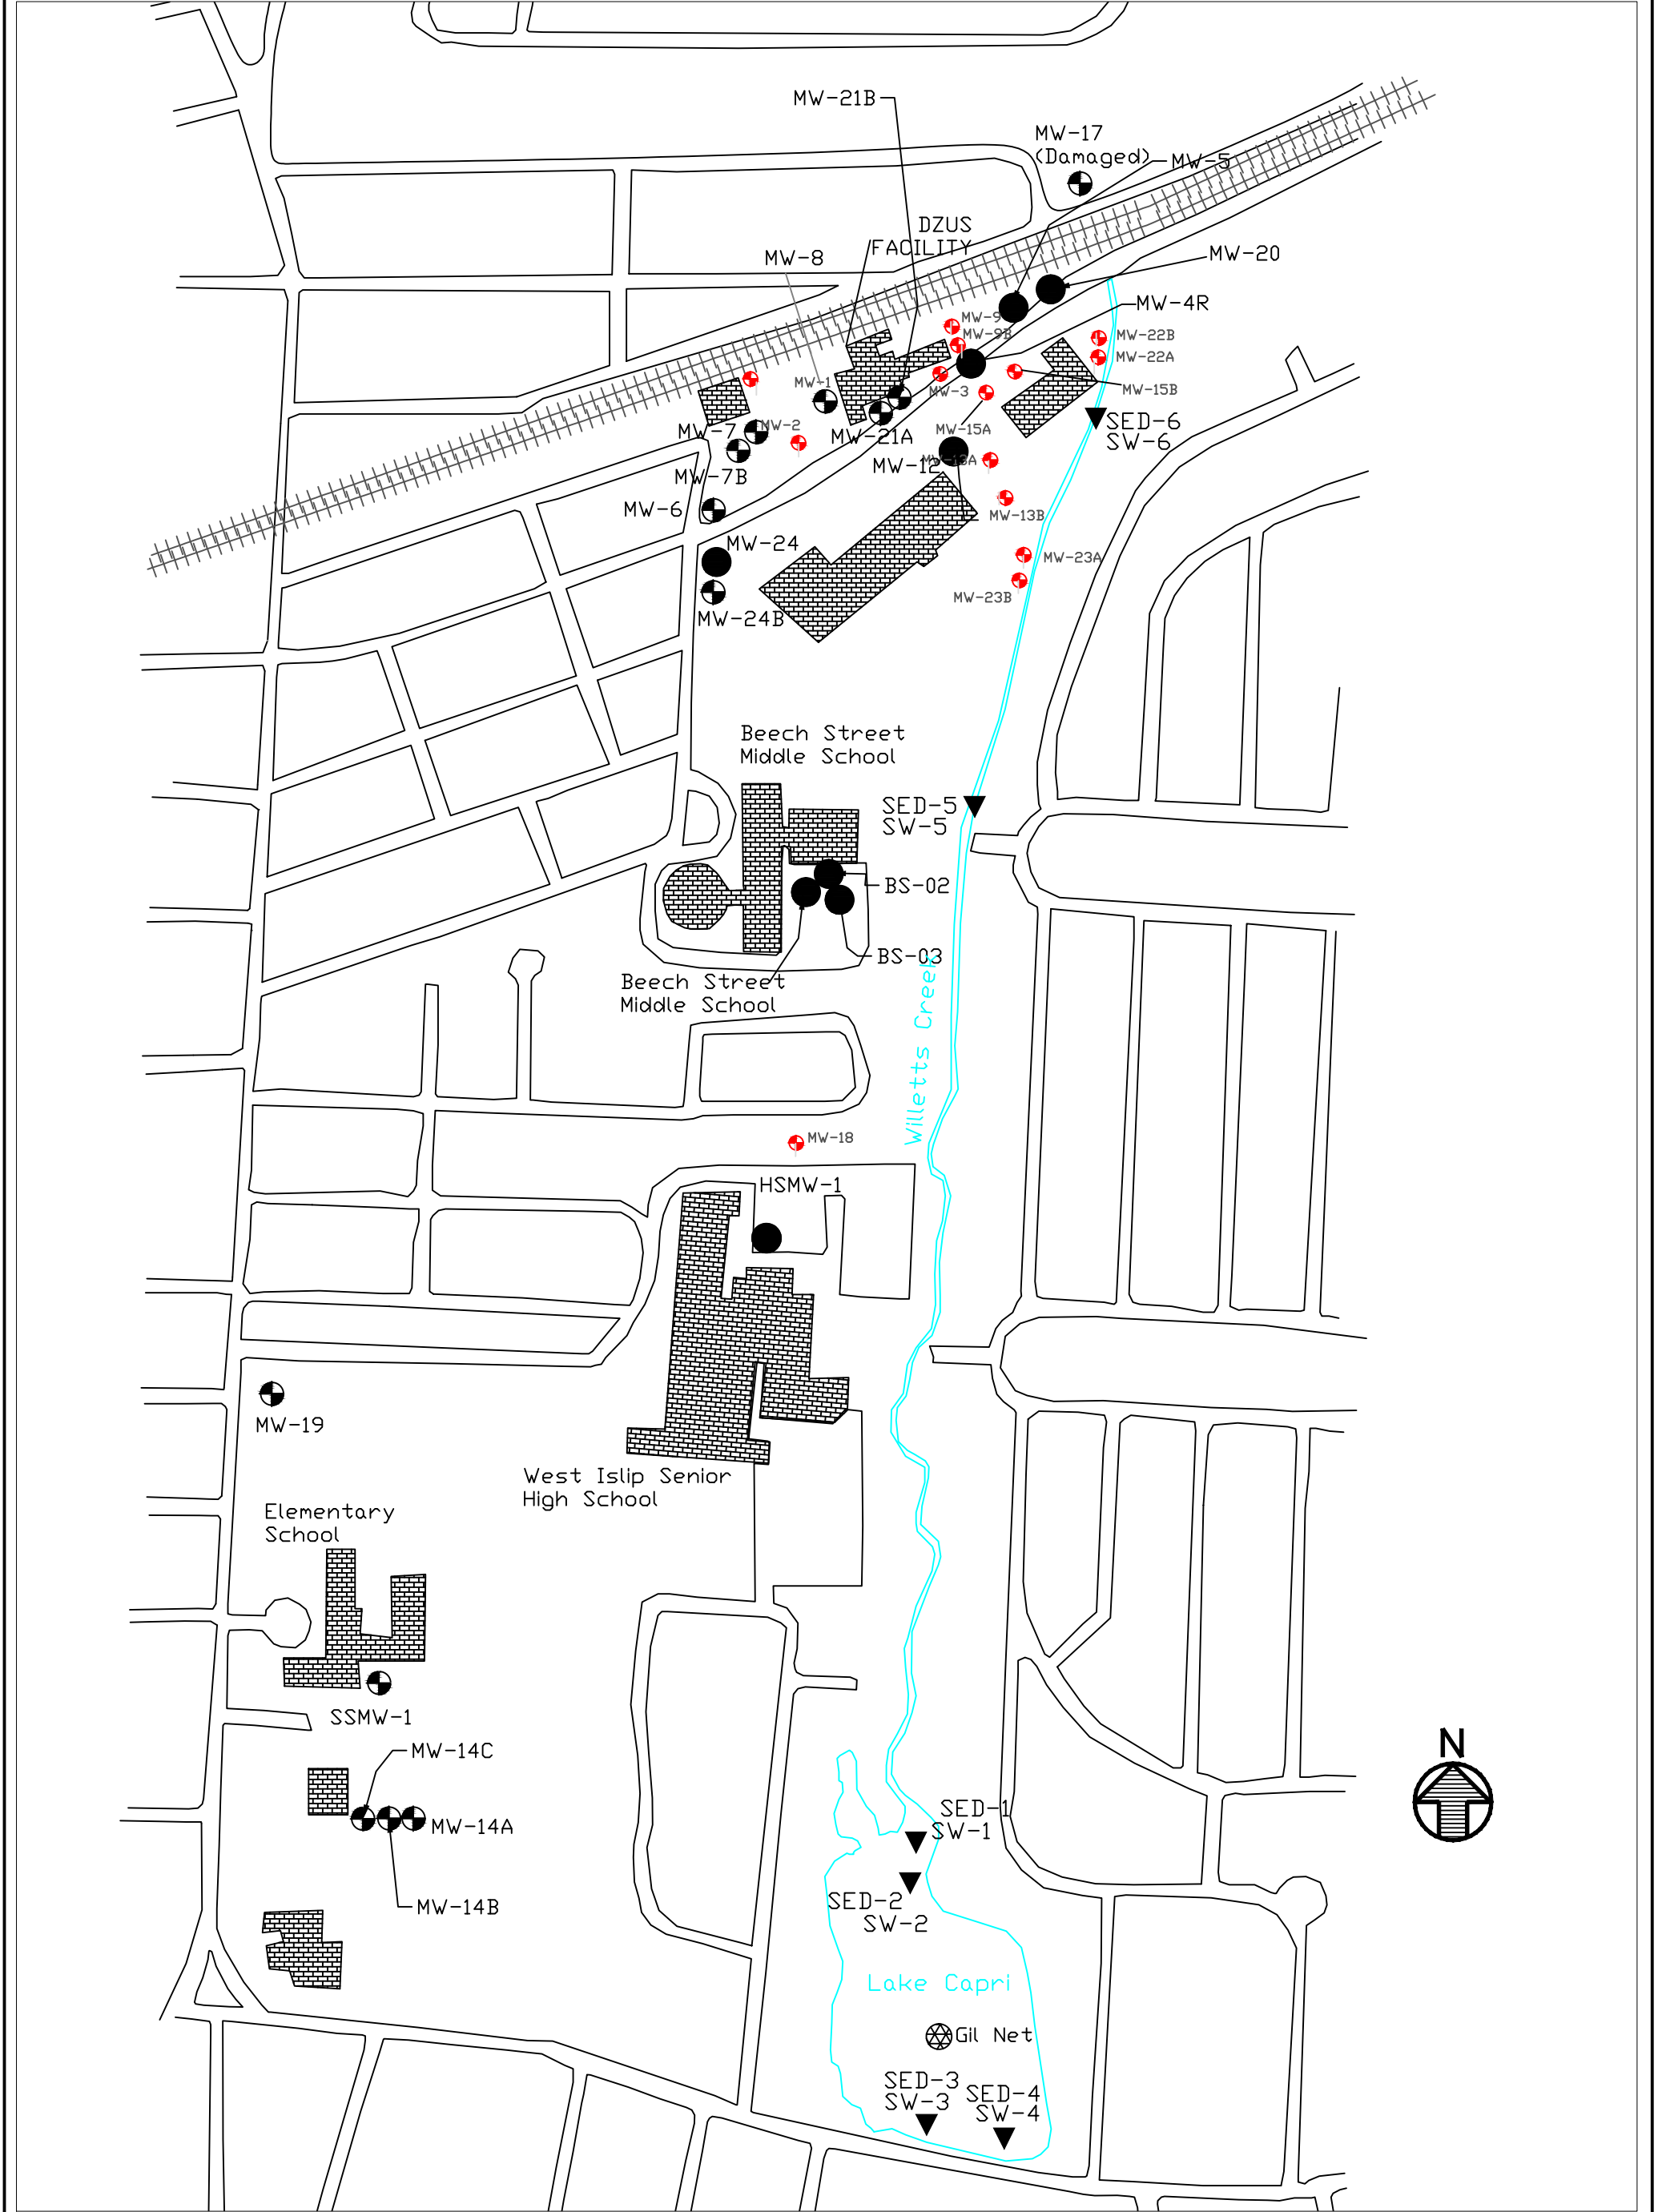 MW-21B
MW-17
(Damaged)
MW-5
DZUS
FACILITY
MW-8
MW-20
MW-4R
MW-9
MW-9B
MW-22B
MW-22A
MW-1
MW-3
MW-15B
MW-7
MW-2
MW-21A
MW-15A
SED-6
SW-6
MW-12
MW-13A
MW-7B
MW-6
MW-13B
MW-24
MW-23A
MW-23B
MW-24B
Beech Street
Middle School
SED-5
SW-5
BS-02
BS-03
Beech Street
Middle School
Willetts Creek
MW-18
HSMW-1
MW-19
West Islip Senior
High School
Elementary
School
SSMW-1
N
MW-14C
SED-1
SW-1
MW-14A
SED-2
SW-2
MW-14B
Lake Capri
Gil Net
SED-3
SW-3
SED-4
SW-4